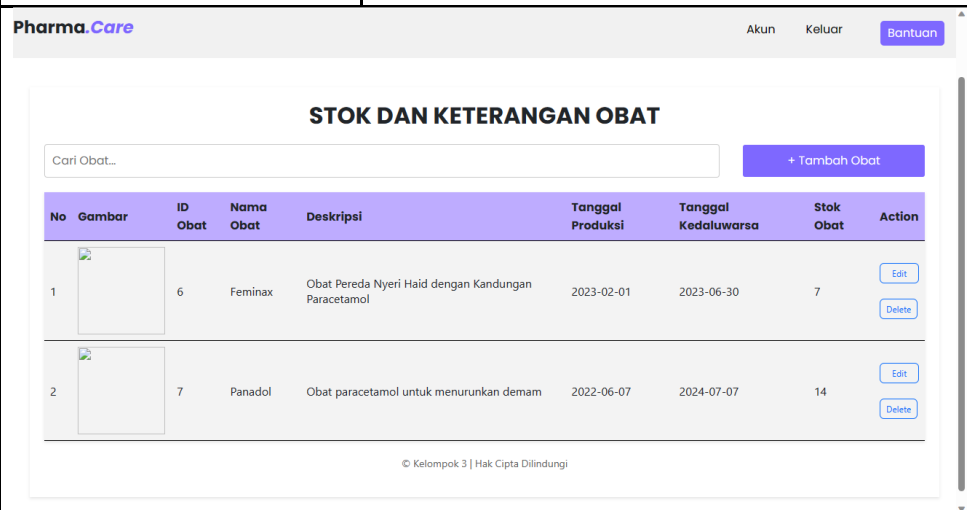 Pharma.Care Akun Keluar Bantuan
STOK DAN KETERANGAN OBAT
Cari Obat... + Tambah Obat
No Gambar ID Obat Nama Obat Deskripsi Tanggal Produksi Tanggal Kedaluwarsa Stok Obat Action
1 6 Feminax Obat Pereda Nyeri Haid dengan Kandungan Paracetamol 2023-02-01 2023-06-30 7 Edit Delete
2 7 Panadol Obat paracetamol untuk menurunkan demam 2022-06-07 2024-07-07 14 Edit Delete
© Kelompok 3 | Hak Cipta Dilindungi